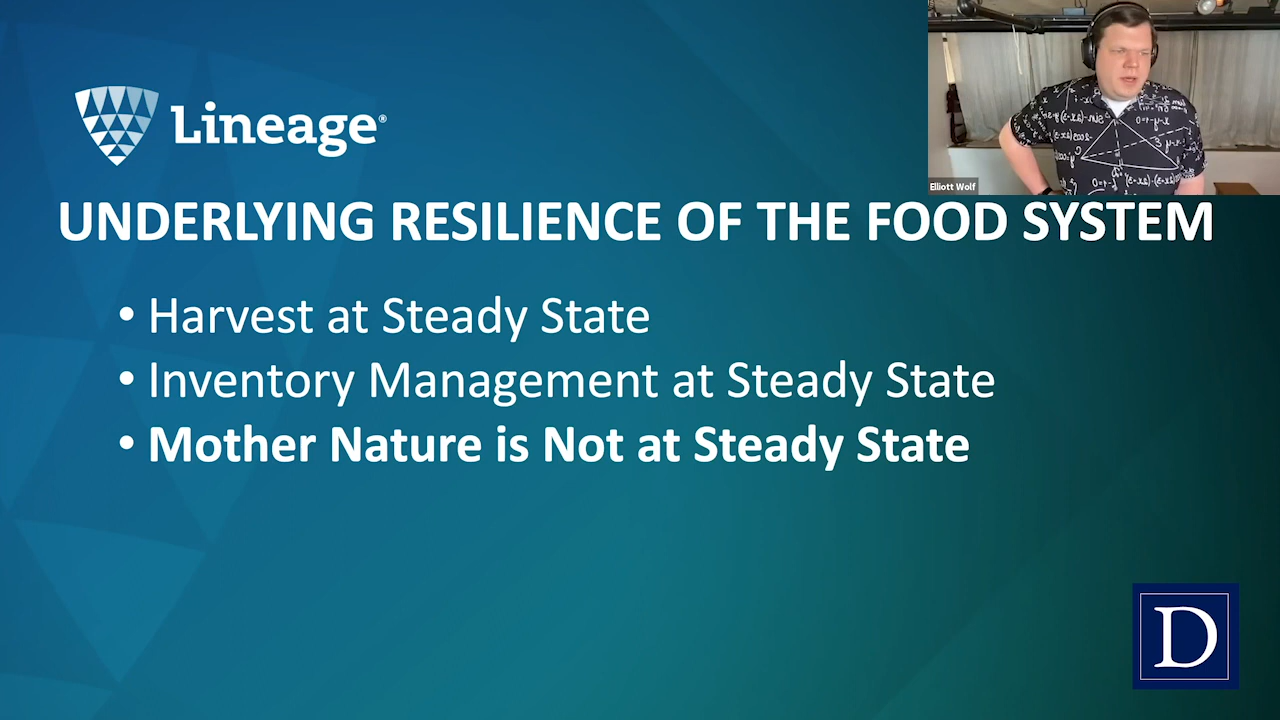 Lineage®
Elliott Wolf
UNDERLYING RESILIENCE OF THE FOOD SYSTEM
• Harvest at Steady State
• Inventory Management at Steady State
• Mother Nature is Not at Steady State
D